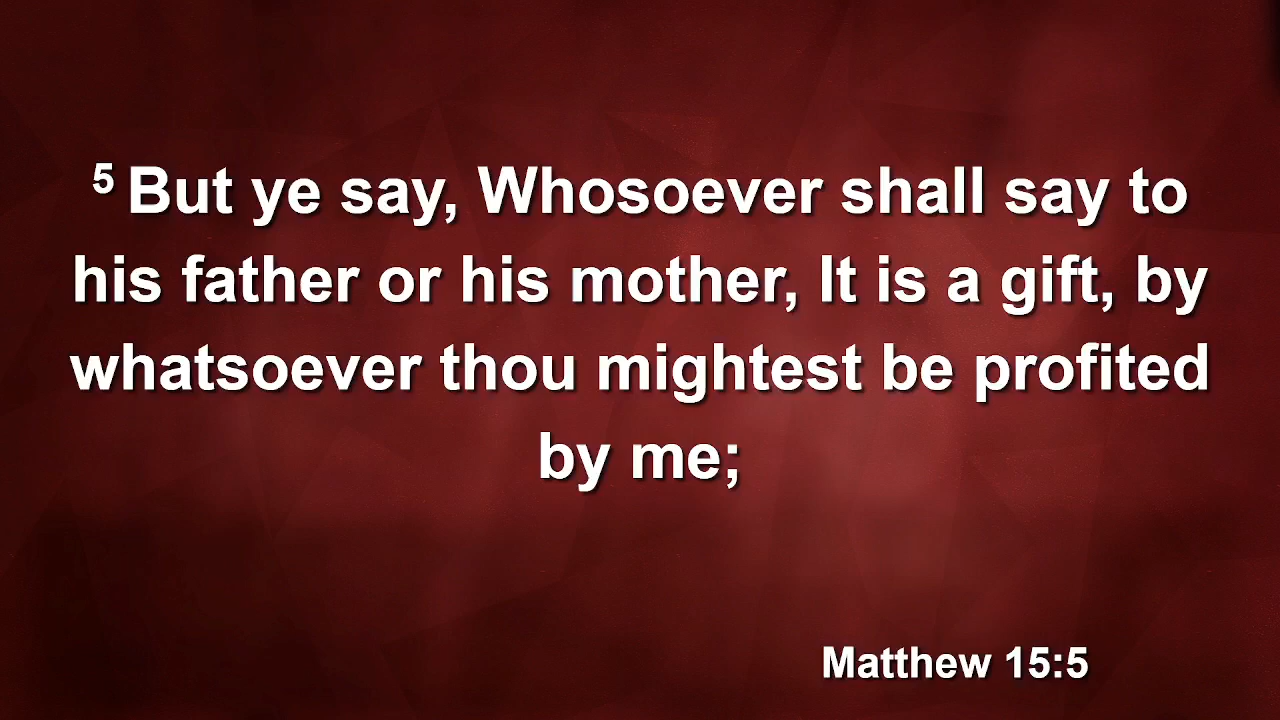 5 But ye say, Whosoever shall say to
his father or his mother, It is a gift, by
whatsoever thou mightest be profited
by me;
Matthew 15:5